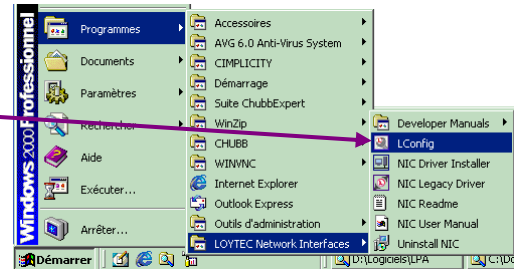 Windows 2000 Professionnel
Programmes
Documents
Paramètres
Rechercher
Aide
Exécuter...
Arrêter...
Accessoires
AVG 6.0 Anti-Virus System
CIMPLICITY
Démarrage
Suite ChubbExpert
WinZip
CHUBB
WINVNC
Internet Explorer
Outlook Express
Outils d'administration
LOYTEC Network Interfaces
Developer Manuals
LConfig
NIC Driver Installer
NIC Legacy Driver
NIC Readme
NIC User Manual
Uninstall NIC
Démarrer
D:\Logiciels\LPA